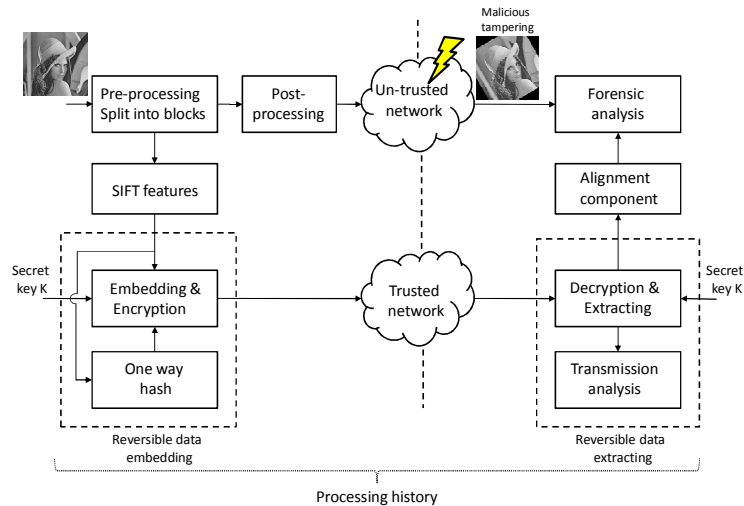 Malicious
tampering
Pre-processing
Split into blocks
Post-
processing
Un-trusted
network
Forensic
analysis
SIFT features
Alignment
component
Secret
key K
Embedding &
Encryption
Trusted
network
Decryption &
Extracting
Secret
key K
One way
hash
Transmission
analysis
Reversible data
embedding
Reversible data
extracting
Processing history